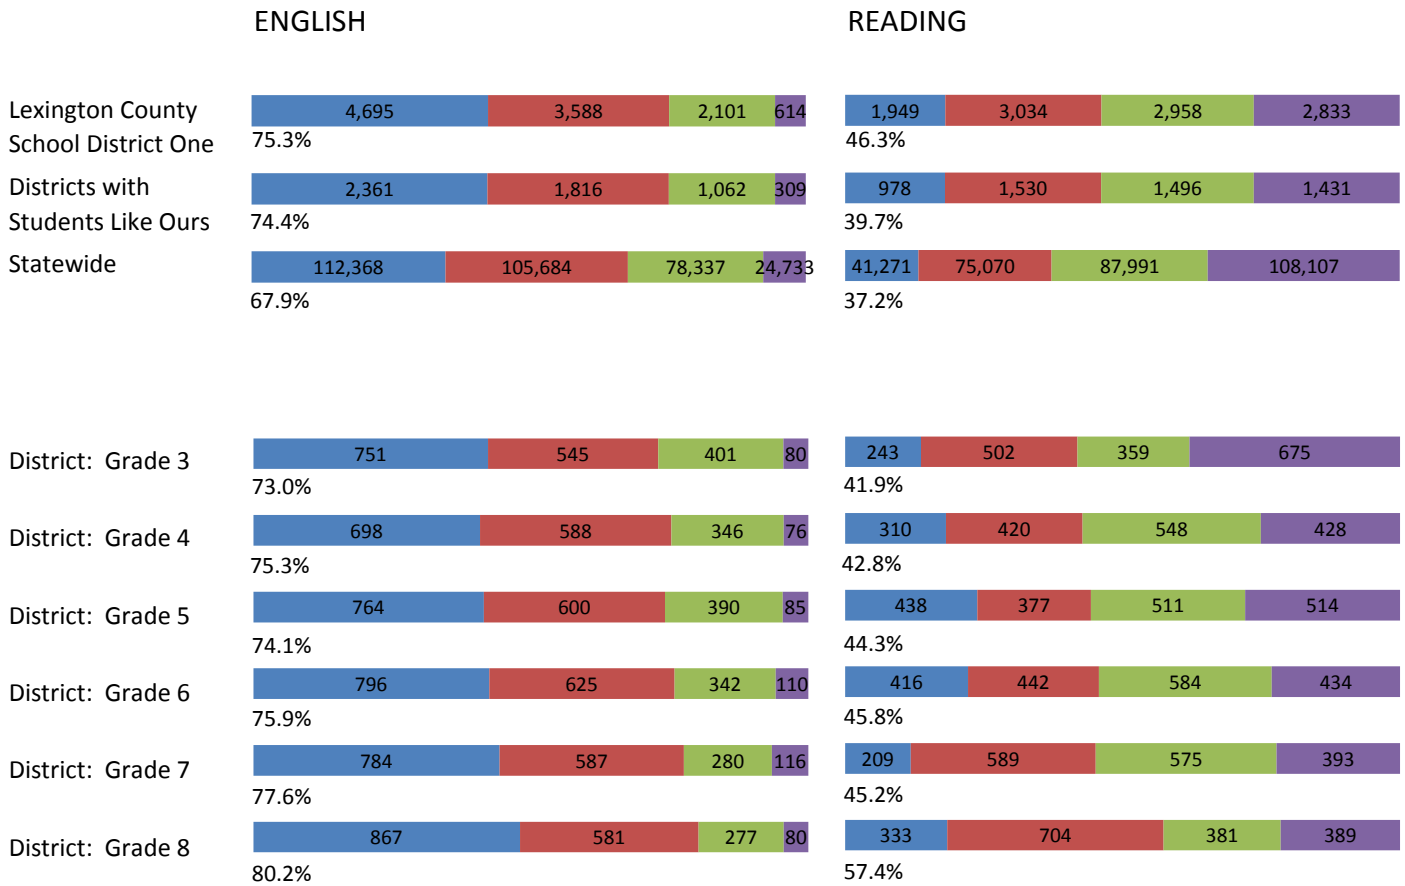 ENGLISH READING
Lexington County 4,695 3,588 2,101 614 1,949 3,034 2,958 2,833
School District One 75.3% 46.3%
Districts with 2,361 1,816 1,062 309 978 1,530 1,496 1,431
Students Like Ours 74.4% 39.7%
Statewide 112,368 105,684 78,337 24,733 41,271 75,070 87,991 108,107
67.9% 37.2%
District: Grade 3 751 545 401 80 243 502 359 675
73.0% 41.9%
District: Grade 4 698 588 346 76 310 420 548 428
75.3% 42.8%
District: Grade 5 764 600 390 85 438 377 511 514
74.1% 44.3%
District: Grade 6 796 625 342 110 416 442 584 434
75.9% 45.8%
District: Grade 7 784 587 280 116 209 589 575 393
77.6% 45.2%
District: Grade 8 867 581 277 80 333 704 381 389
80.2% 57.4%